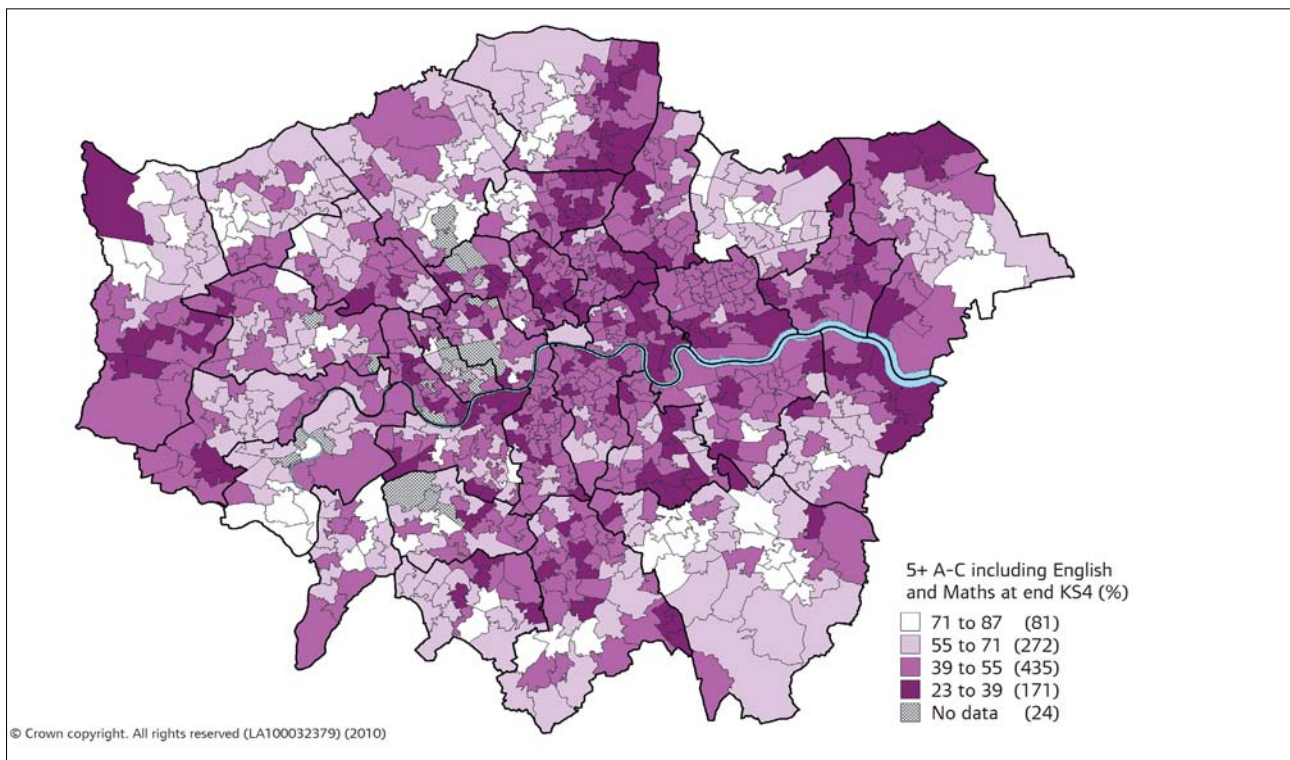 5+ A-C including English
and Maths at end KS4 (%)
71 to 87 (81)
55 to 71 (272)
39 to 55 (435)
23 to 39 (171)
No data (24)
© Crown copyright. All rights reserved (LA100032379) (2010)